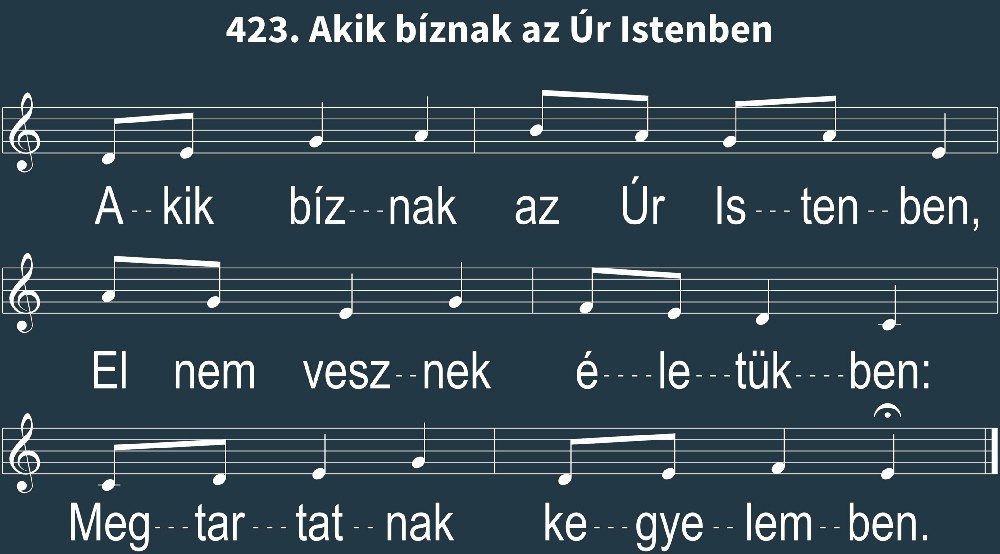 423. Akik bíznak az Úr Istenben
A--kik bíz---nak az Úr Is----ten--ben,
El nem vesz--nek é----le---tük----ben:
Meg---tar---tat--nak ke---gye--lem--ben.